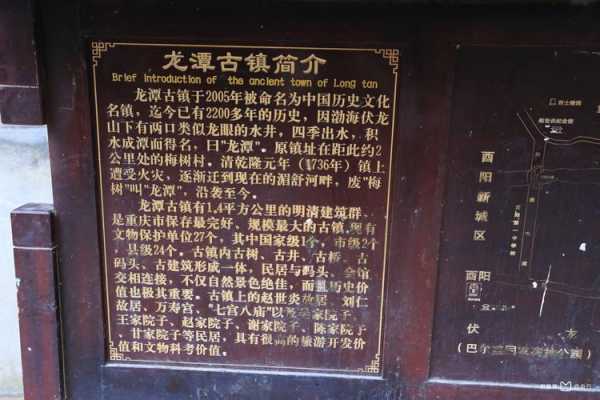 龙潭古镇简介
Brief introduction of the ancient town of Long tan
龙潭古镇于2005年被命名为中国历史文化
名镇，迄今已有2200多年的历史，因渤海伏龙
山下有两口类似龙眼的水井，四季出水，积
水成潭而得名，曰"龙潭"。原镇址在距此约2
公里处的梅树村。清乾隆元年（1736年）镇上
遭受火灾，逐渐迁到现在的湄舒河畔，废"梅
树"叫"龙潭"，沿袭至今。
龙潭古镇有1.4平方公里的明清建筑群，
是重庆市保存最完好、规模最大的古镇，现有
文物保护单位27个，其中国家级1个，市级2个
，县级24个。古镇内古树、古井、古桥、古
码头、古建筑形成一体，民居与码头、会馆
交相连接，不仅自然景色绝佳，而且历史价
值也极其重要。古镇上的赵世炎故居、刘仁
故居、万寿宫、"七宫八庙"以及吴家院子、
王家院子、赵家院子、谢家院子、陈家院子
、甘家院子等民居，具有很高的旅游开发价
值和文物科考价值。
酉阳新城区
酉阳
伏
龙